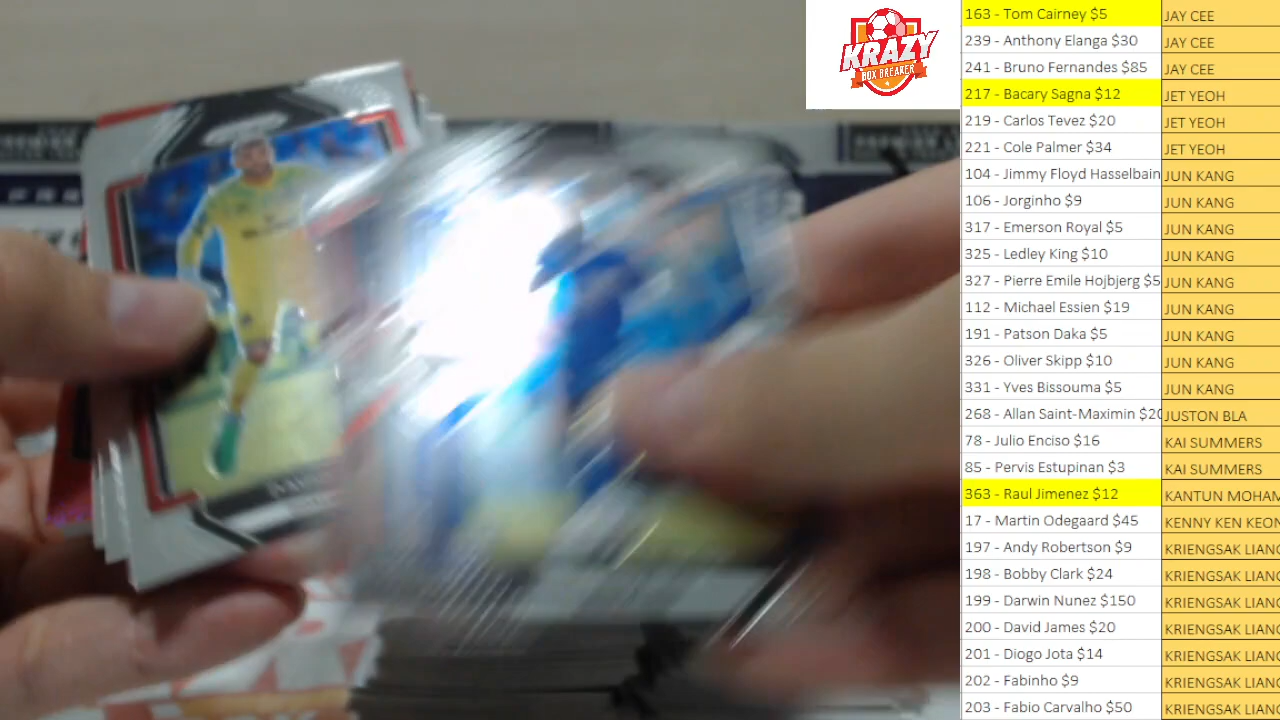 KRAZY
BOX BREAKER
163 - Tom Cairney $5 JAY CEE
239 - Anthony Elanga $30 JAY CEE
241 - Bruno Fernandes $85 JAY CEE
217 - Bacary Sagna $12 JET YEOH
219 - Carlos Tevez $20 JET YEOH
221 - Cole Palmer $34 JET YEOH
104 - Jimmy Floyd Hasselbain JUN KANG
106 - Jorginho $9 JUN KANG
317 - Emerson Royal $5 JUN KANG
325 - Ledley King $10 JUN KANG
327 - Pierre Emile Hojbjerg $5 JUN KANG
112 - Michael Essien $19 JUN KANG
191 - Patson Daka $5 JUN KANG
326 - Oliver Skipp $10 JUN KANG
331 - Yves Bissouma $5 JUN KANG
268 - Allan Saint-Maximin $20 JUSTON BLA
78 - Julio Enciso $16 KAI SUMMERS
85 - Pervis Estupinan $3 KAI SUMMERS
363 - Raul Jimenez $12 KANTUN MOHAM
17 - Martin Odegaard $45 KENNY KEN KEON
197 - Andy Robertson $9 KRIENGSAK LIANG
198 - Bobby Clark $24 KRIENGSAK LIANG
199 - Darwin Nunez $150 KRIENGSAK LIANG
200 - David James $20 KRIENGSAK LIANG
201 - Diogo Jota $14 KRIENGSAK LIANG
202 - Fabinho $9 KRIENGSAK LIANG
203 - Fabio Carvalho $50 KRIENGSAK LIANG